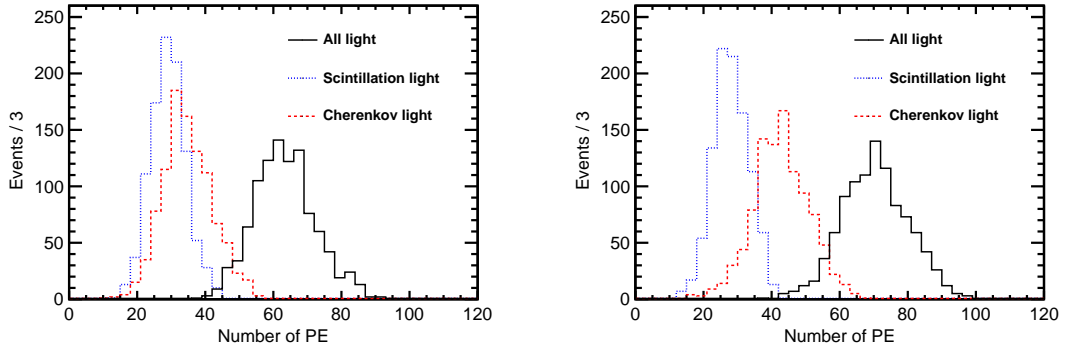 250
200
150
100
50
0
Events / 3
All light
Scintillation light
Cherenkov light
0 20 40 60 80 100 120
Number of PE
250
200
150
100
50
0
Events / 3
All light
Scintillation light
Cherenkov light
0 20 40 60 80 100 120
Number of PE